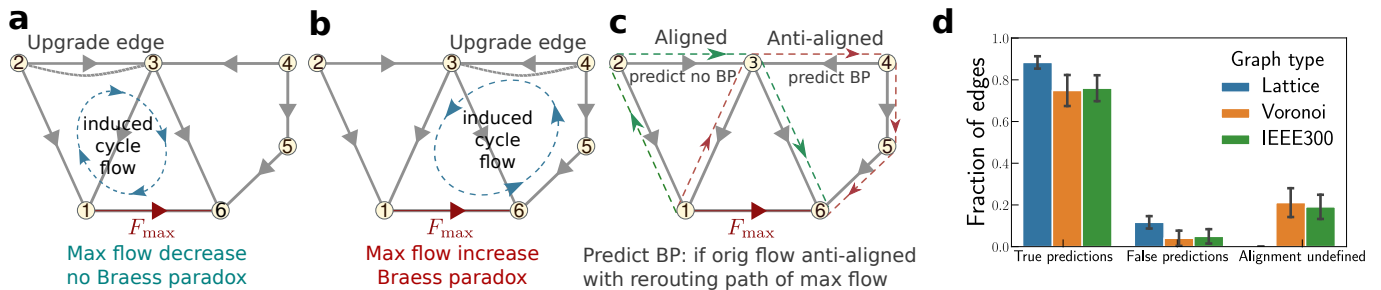 a
Upgrade edge
2
3
4
induced
cycle
flow
5
1
6
Fmax
Max flow decrease
no Braess paradox
b
Upgrade edge
2
3
4
induced
cycle
flow
5
1
6
Fmax
Max flow increase
Braess paradox
c
Aligned
Anti-aligned
2
3
4
predict no BP
predict BP
5
1
6
Fmax
Predict BP: if orig flow anti-aligned
with rerouting path of max flow
d
Fraction of edges
1.0
0.8
0.6
0.4
0.2
0.0
Graph type
Lattice
Voronoi
IEEE300
True predictions
False predictions
Alignment undefined